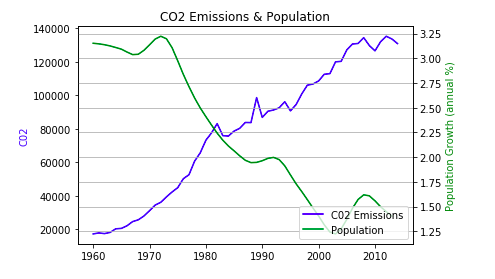 CO2 Emissions & Population
140000
120000
100000
80000
60000
40000
20000
C02
3.25
3.00
2.75
2.50
2.25
2.00
1.75
1.50
1.25
Population Growth (annual %)
CO2 Emissions
Population
1960 1970 1980 1990 2000 2010